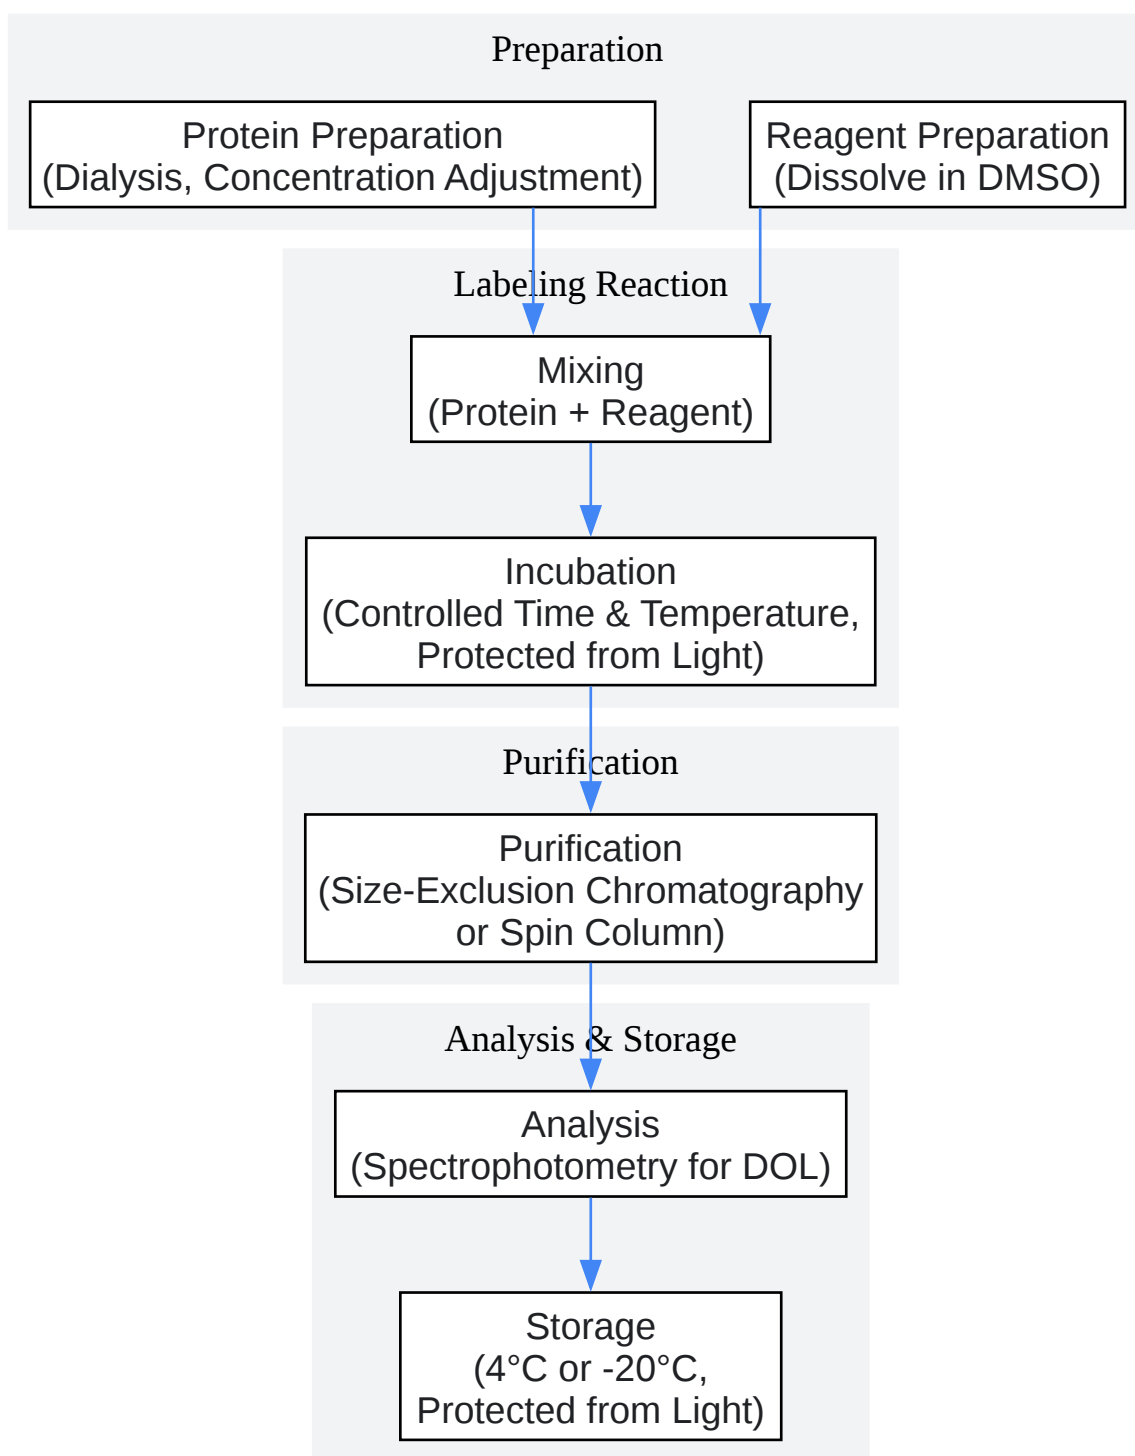 Preparation
Protein Preparation
(Dialysis, Concentration Adjustment)
Reagent Preparation
(Dissolve in DMSO)
Labeling Reaction
Mixing
(Protein + Reagent)
Incubation
(Controlled Time & Temperature,
Protected from Light)
Purification
Purification
(Size-Exclusion Chromatography
or Spin Column)
Analysis & Storage
Analysis
(Spectrophotometry for DOL)
Storage
(4°C or -20°C,
Protected from Light)